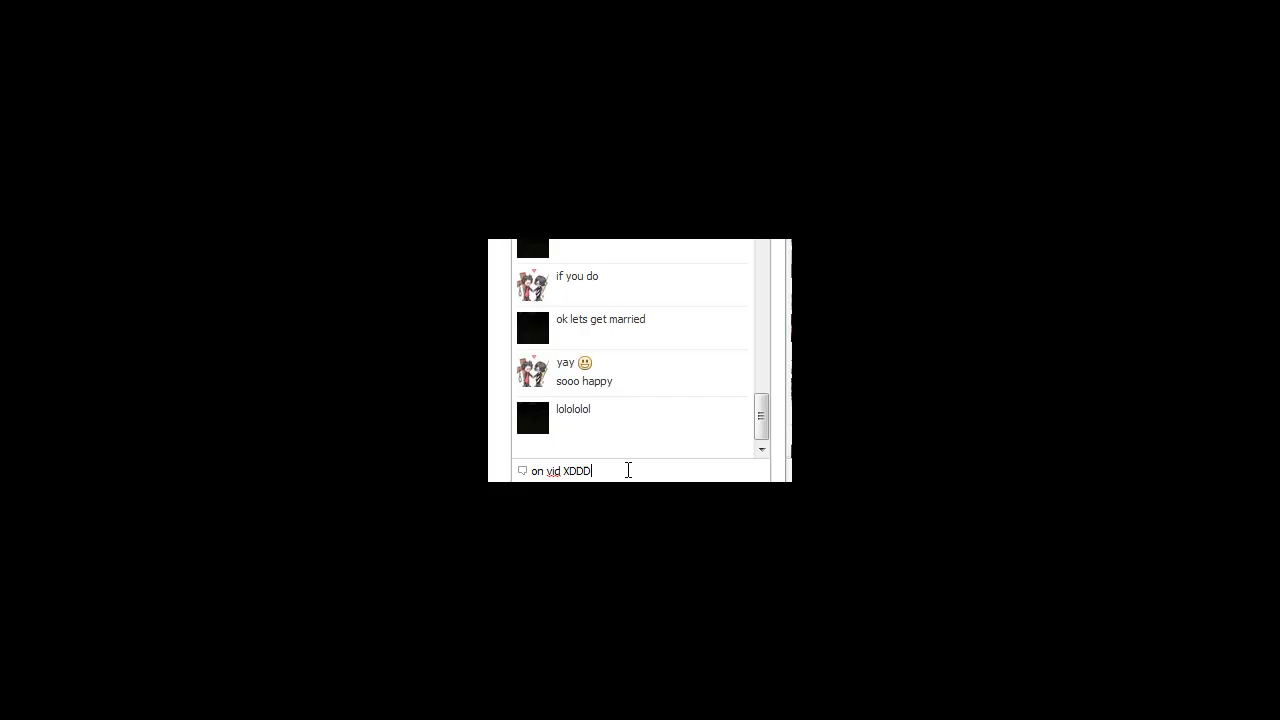 if you do
ok lets get married
yay
sooo happy
lolololol
on vid XDDD